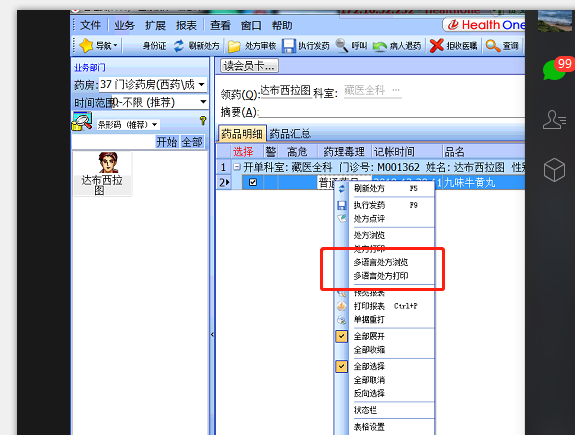 文件 业务 扩展 报表 查看 窗口 帮助 HealthOne
导航 身份证 刷新处方 处方审核 执行发药 呼叫 病人退药 拒收医嘱 查询
99
业务部门
药房: 37 门诊药房(西药\成
时间范围: 0-不限 (推荐)
条形码 (推荐)
?
开始 全部
达布西拉图
读会员卡...
领药(Q): 达布西拉图 科室: 藏医全科 ...
摘要(A):
药品明细 药品汇总
选择 警 高危 药理毒理 记帐时间 品名
1 开单科室: 藏医全科 门诊号: M001362 姓名: 达布西拉图 性
2 九味牛黄丸
刷新处方 F5
执行发药 F9
处方点评
处方浏览
处方打印
多语言处方浏览
多语言处方打印
预览报表
打印报表 Ctrl+P
单据重打
全部展开
全部收缩
全部选择
全部取消
反向选择
状态栏
表格设置